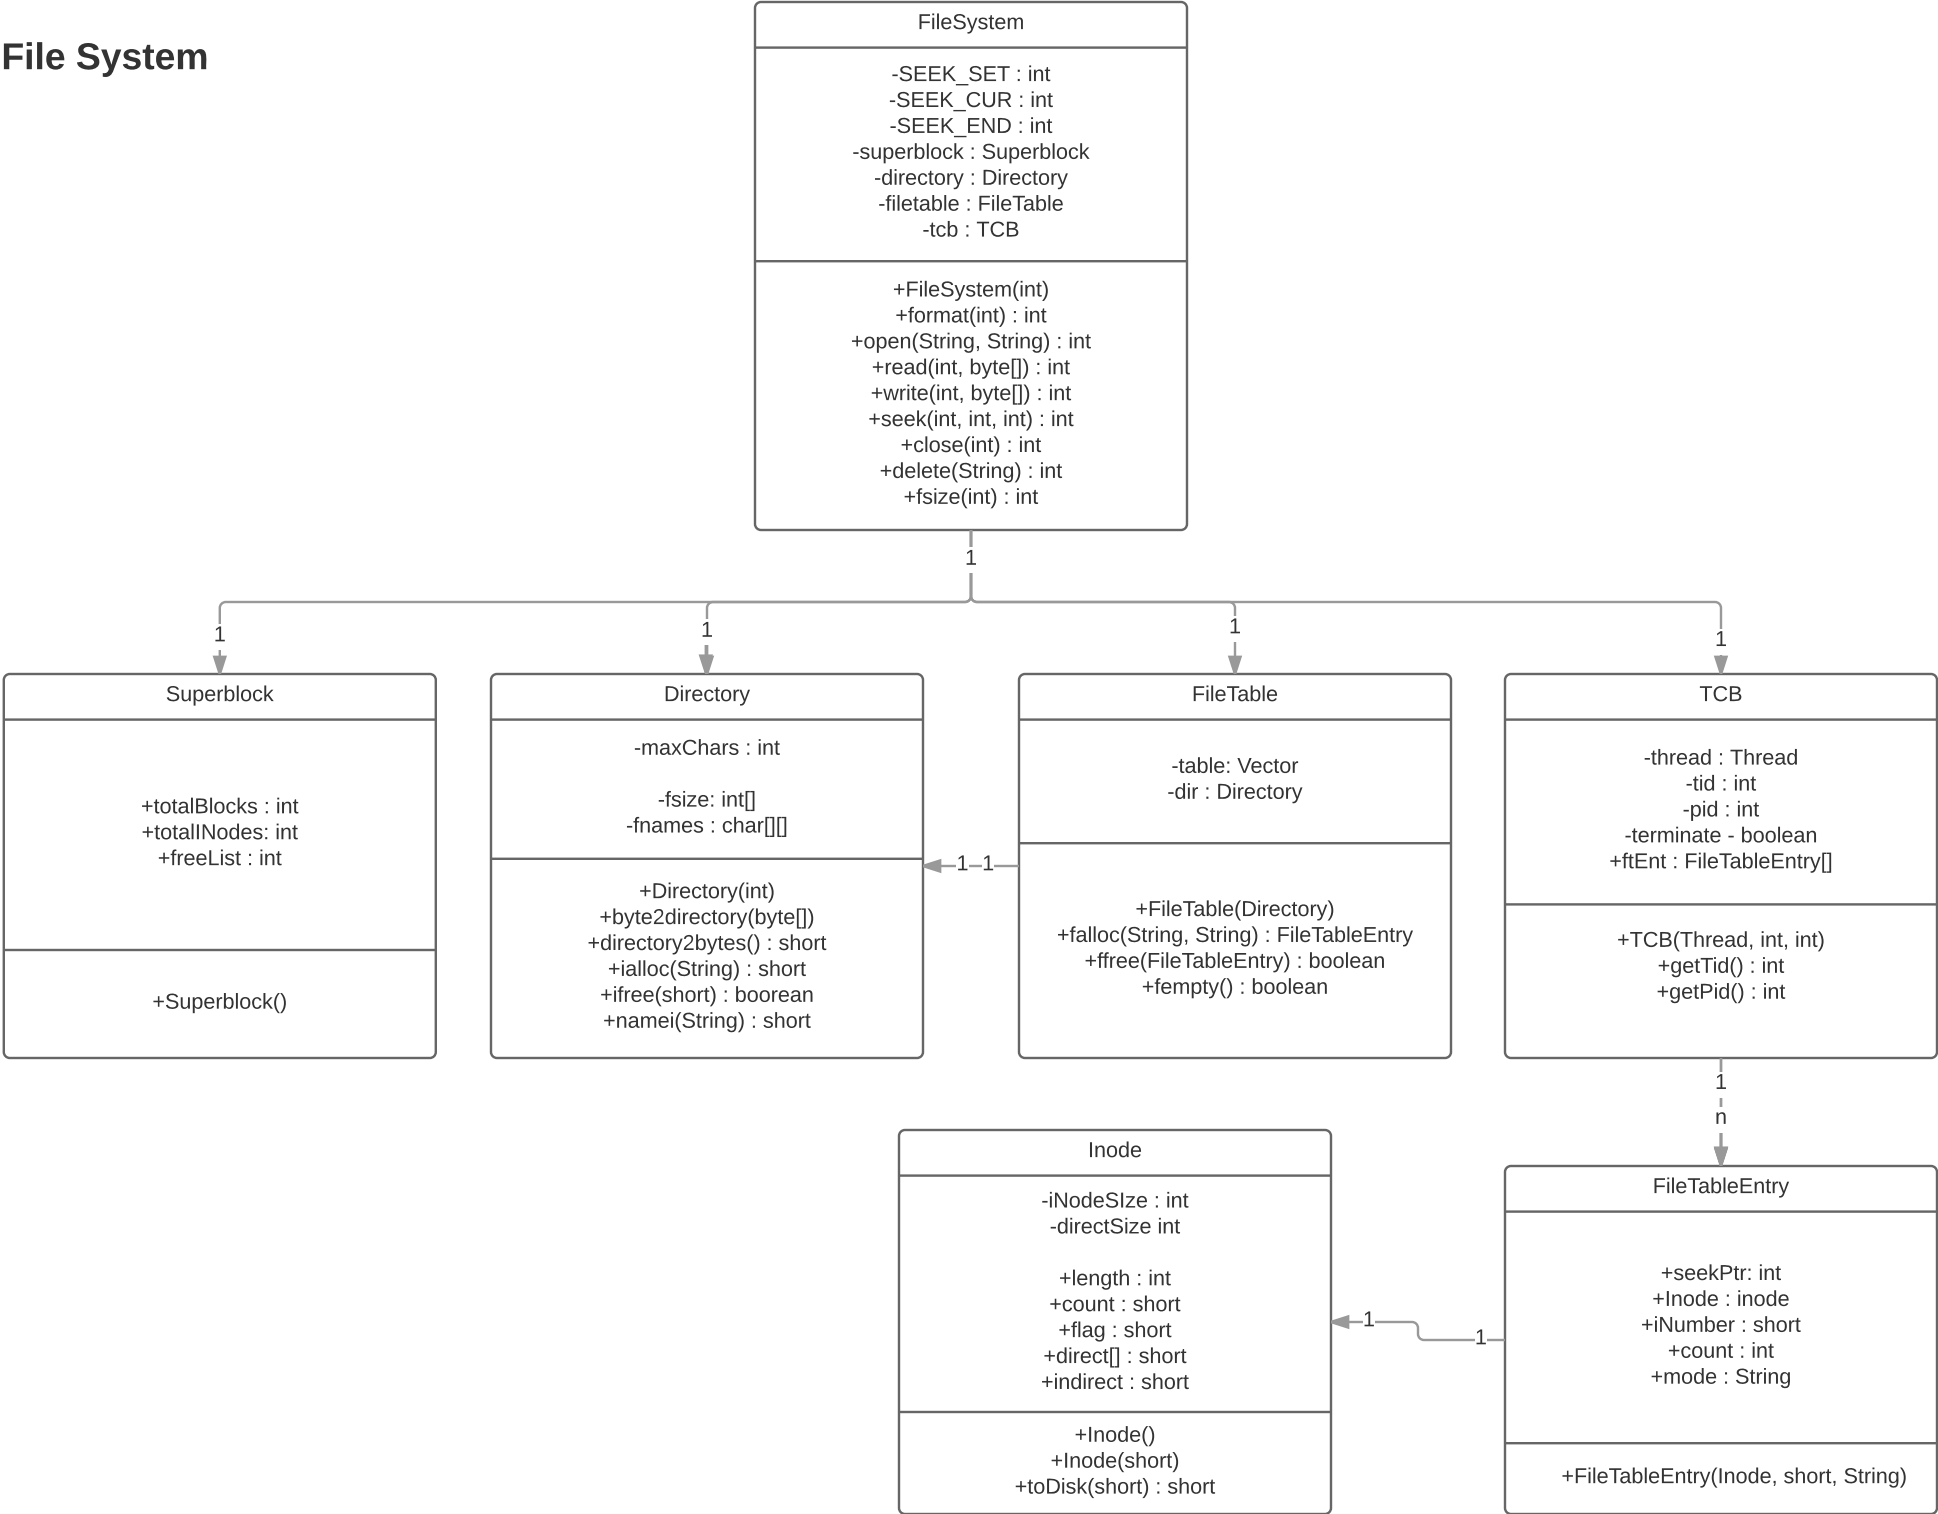 File System
FileSystem
-SEEK_SET : int
-SEEK_CUR : int
-SEEK_END : int
-superblock : Superblock
-directory : Directory
-filetable : FileTable
-tcb : TCB
+FileSystem(int)
+format(int) : int
+open(String, String) : int
+read(int, byte[]) : int
+write(int, byte[]) : int
+seek(int, int, int) : int
+close(int) : int
+delete(String) : int
+fsize(int) : int
1
1
1
1
1
Superblock
+totalBlocks : int
+totalINodes: int
+freeList : int
+Superblock()
Directory
-maxChars : int
-fsize: int[]
-fnames : char[][]
+Directory(int)
+byte2directory(byte[])
+directory2bytes() : short
+ialloc(String) : short
+ifree(short) : boorean
+namei(String) : short
1 1
FileTable
-table: Vector
-dir : Directory
+FileTable(Directory)
+falloc(String, String) : FileTableEntry
+ffree(FileTableEntry) : boolean
+fempty() : boolean
TCB
-thread : Thread
-tid : int
-pid : int
-terminate - boolean
+ftEnt : FileTableEntry[]
+TCB(Thread, int, int)
+getTid() : int
+getPid() : int
1
n
Inode
-iNodeSIze : int
-directSize int
+length : int
+count : short
+flag : short
+direct[] : short
+indirect : short
+Inode()
+Inode(short)
+toDisk(short) : short
1
1
FileTableEntry
+seekPtr: int
+Inode : inode
+iNumber : short
+count : int
+mode : String
+FileTableEntry(Inode, short, String)